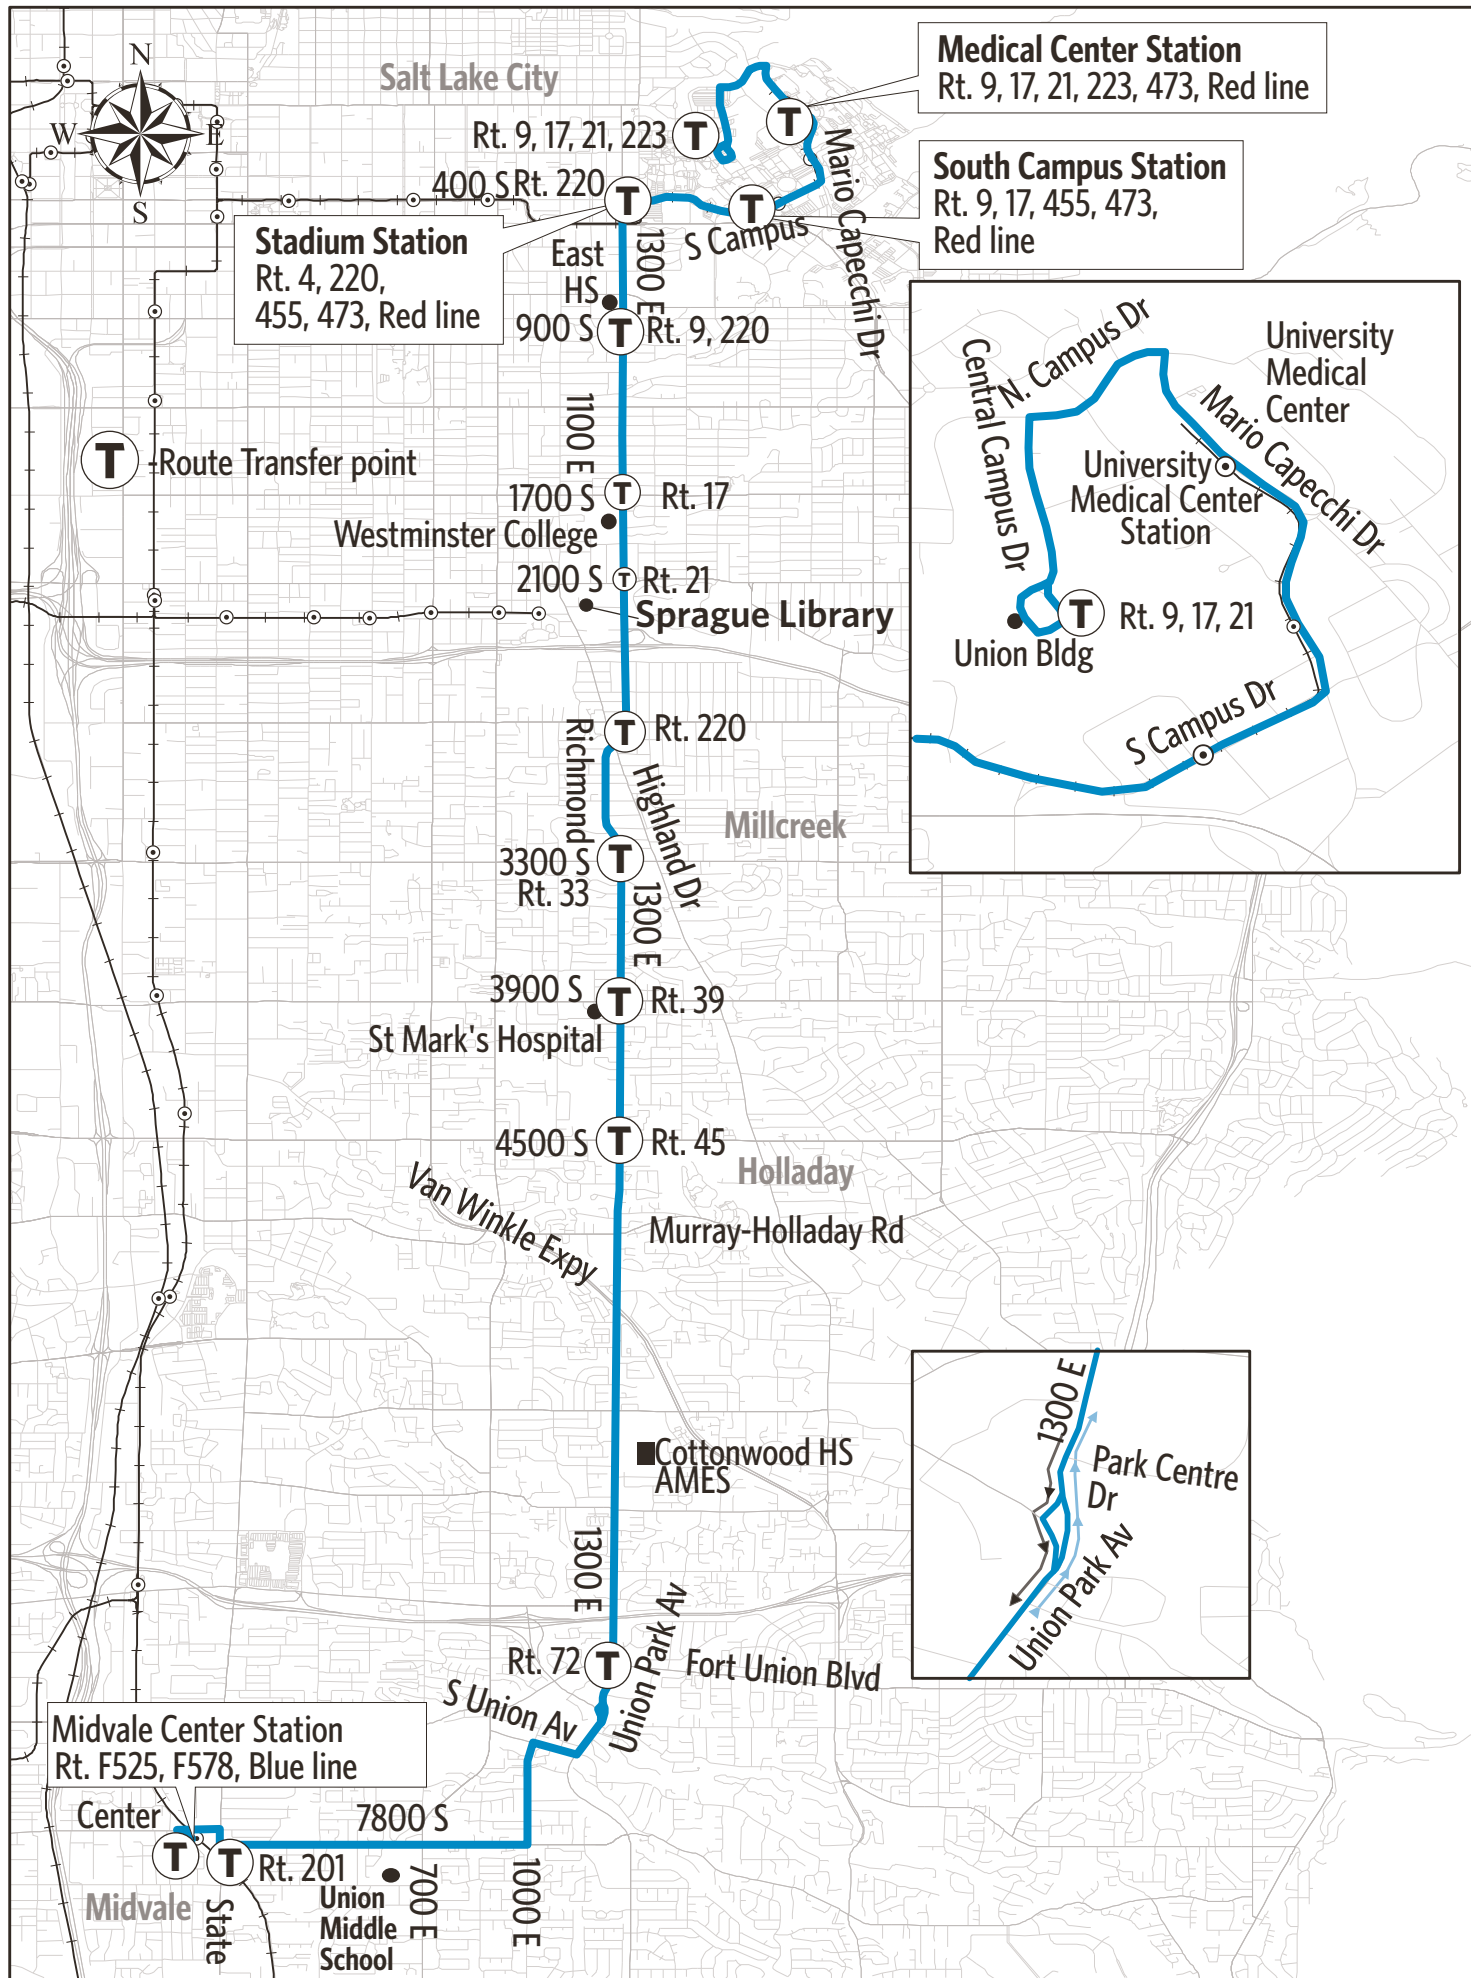 Medical Center Station
Rt. 9, 17, 21, 223, 473, Red line
N
W
E
S
Salt Lake City
Rt. 9, 17, 21, 223
T
T
Mario Capecchi Dr
400 S
Rt. 220
T
T
S Campus
South Campus Station
Rt. 9, 17, 455, 473,
Red line
Stadium Station
Rt. 4, 220,
455, 473, Red line
East
HS
1300 E
900 S
T
Rt. 9, 220
T
-Route Transfer point
1100 E
1700 S
T
Rt. 17
Westminster College
2100 S
T
Rt. 21
Sprague Library
N. Campus Dr
Central Campus Dr
University
Medical
Center
Mario Capecchi Dr
University
Medical Center
Station
T
Rt. 9, 17, 21
Union Bldg
S Campus Dr
T
Rt. 220
Richmond
Highland Dr
Millcreek
3300 S
T
Rt. 33
1300 E
3900 S
T
Rt. 39
St Mark's Hospital
4500 S
T
Rt. 45
Holladay
Van Winkle Expy
Murray-Holladay Rd
Cottonwood HS
AMES
1300 E
1300 E
Park Centre
Dr
Union Park Av
Rt. 72
T
Union Park Av
Fort Union Blvd
S Union Av
Midvale Center Station
Rt. F525, F578, Blue line
Center
7800 S
T
T
Rt. 201
Midvale
State
Union
Middle
School
700 E
1000 E